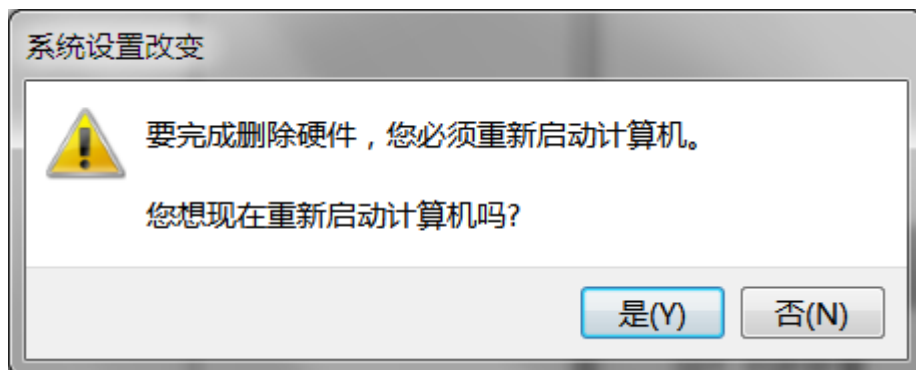 系统设置改变
要完成删除硬件，您必须重新启动计算机。
您想现在重新启动计算机吗?
是(Y)
否(N)